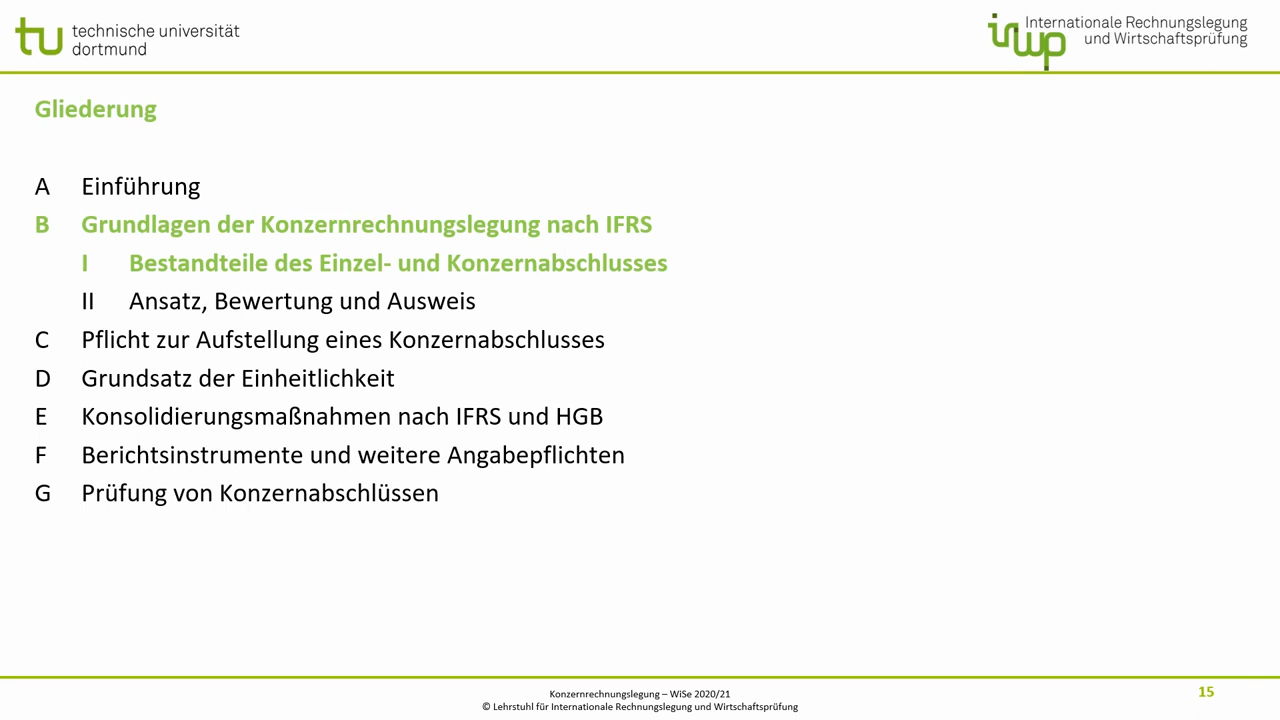 technische universität
dortmund
Internationale Rechnungslegung
und Wirtschaftsprüfung
Gliederung
A Einführung
B Grundlagen der Konzernrechnungslegung nach IFRS
I Bestandteile des Einzel- und Konzernabschlusses
II Ansatz, Bewertung und Ausweis
C Pflicht zur Aufstellung eines Konzernabschlusses
D Grundsatz der Einheitlichkeit
E Konsolidierungsmaßnahmen nach IFRS und HGB
F Berichtsinstrumente und weitere Angabepflichten
G Prüfung von Konzernabschlüssen
Konzernrechnungslegung – WiSe 2020/21
© Lehrstuhl für Internationale Rechnungslegung und Wirtschaftsprüfung
15